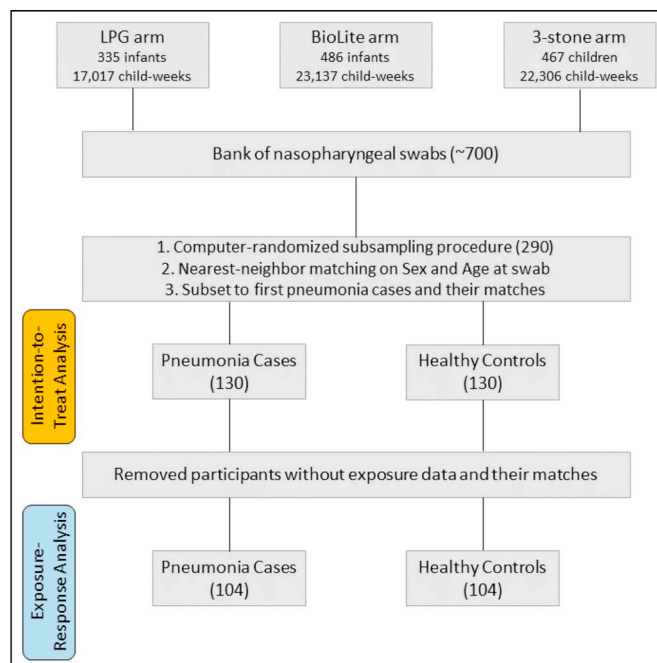 LPG arm
335 infants
17,017 child-weeks
BioLite arm
486 infants
23,137 child-weeks
3-stone arm
467 children
22,306 child-weeks
Bank of nasopharyngeal swabs (~700)
1. Computer-randomized subsampling procedure (290)
2. Nearest-neighbor matching on Sex and Age at swab
3. Subset to first pneumonia cases and their matches
Intention-to-
Treat Analysis
Pneumonia Cases
(130)
Healthy Controls
(130)
Removed participants without exposure data and their matches
Exposure-
Response Analysis
Pneumonia Cases
(104)
Healthy Controls
(104)